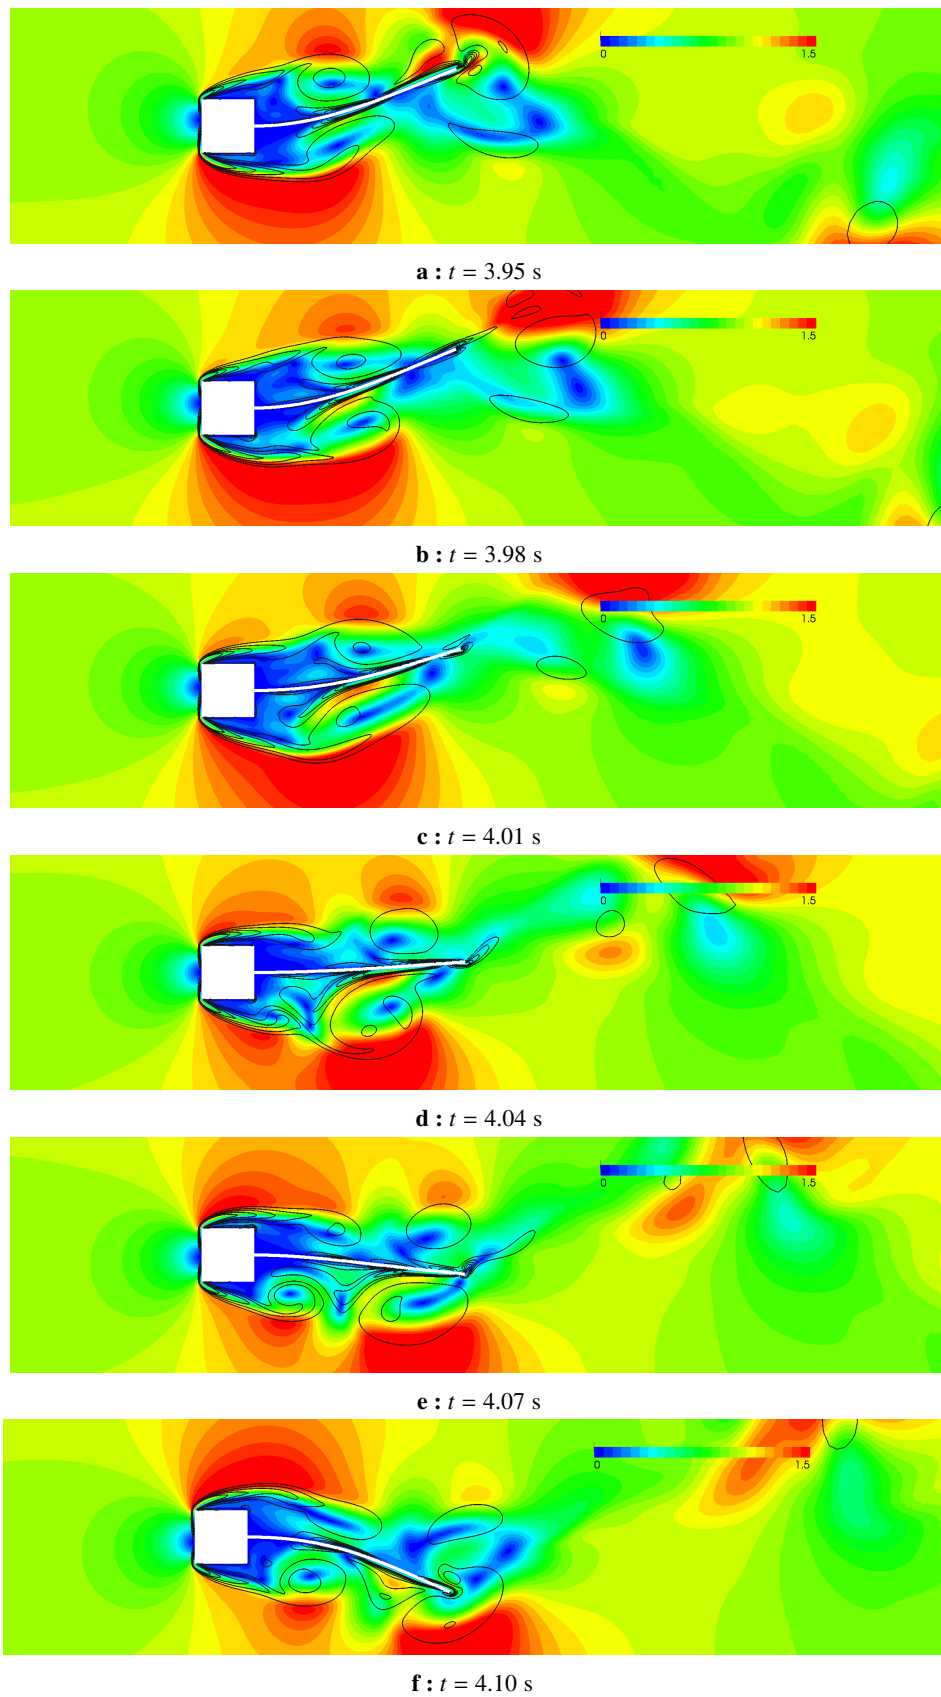 0 1.5
a : t = 3.95 s
0 1.5
b : t = 3.98 s
0 1.5
c : t = 4.01 s
0 1.5
d : t = 4.04 s
0 1.5
e : t = 4.07 s
0 1.5
f : t = 4.10 s